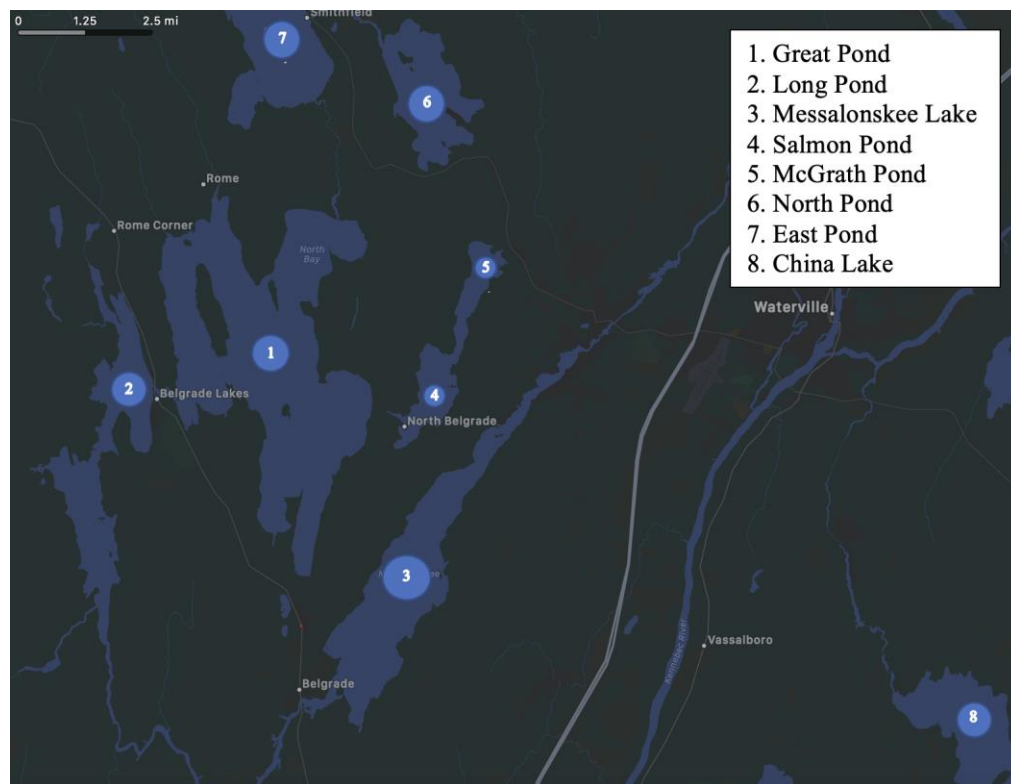 0 1.25 2.5 mi
Smithfield
7
6
1. Great Pond
2. Long Pond
3. Messalonskee Lake
4. Salmon Pond
5. McGrath Pond
6. North Pond
7. East Pond
8. China Lake
Rome
Rome Corner
North
Bay
5
Waterville
1
2
Belgrade Lakes
4
North Belgrade
3
Kennebec River
Vassalboro
Belgrade
8